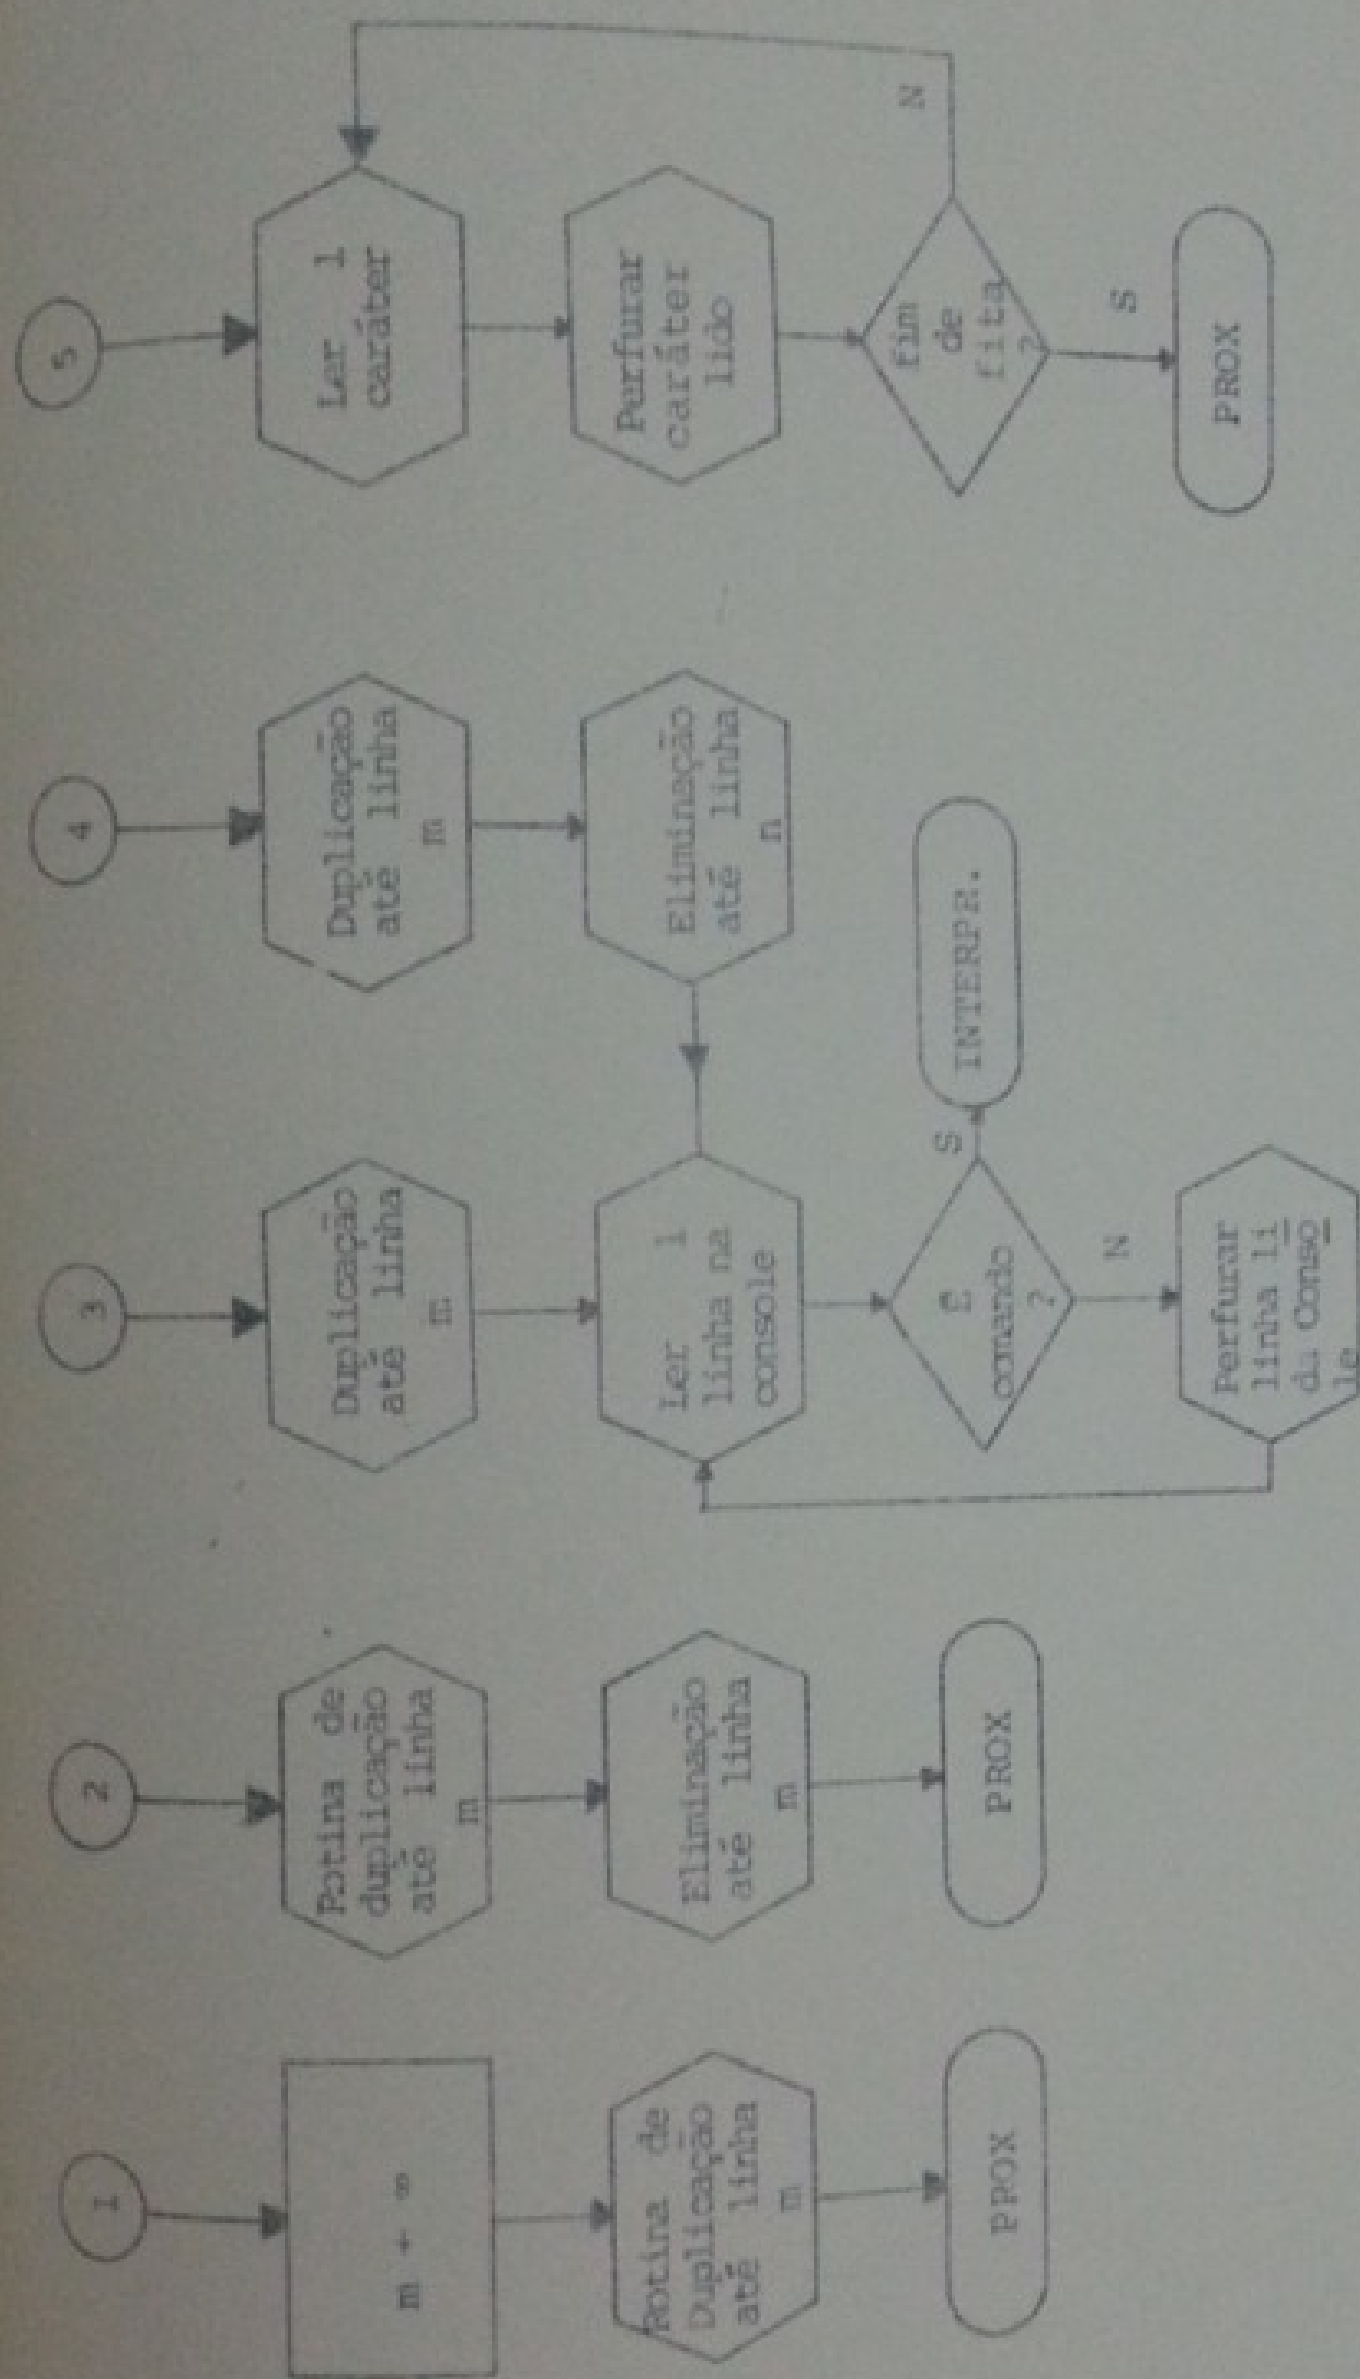 1
m ← ∞
Rotina de
Duplicação
até linha
m
PROX
2
Rotina de
duplicação
até linha
m
Eliminação
até linha
m
PROX
3
Duplicação
até linha
m
Ler 1
linha na
console
É
comando
?
S
INTERPR.
N
Perfurar
linha li
da Conso
le
4
Duplicação
até linha
m
Eliminação
até linha
n
5
Ler 1
caráter
Perfurar
caráter
lido
fim
de
fita
?
N
S
PROX